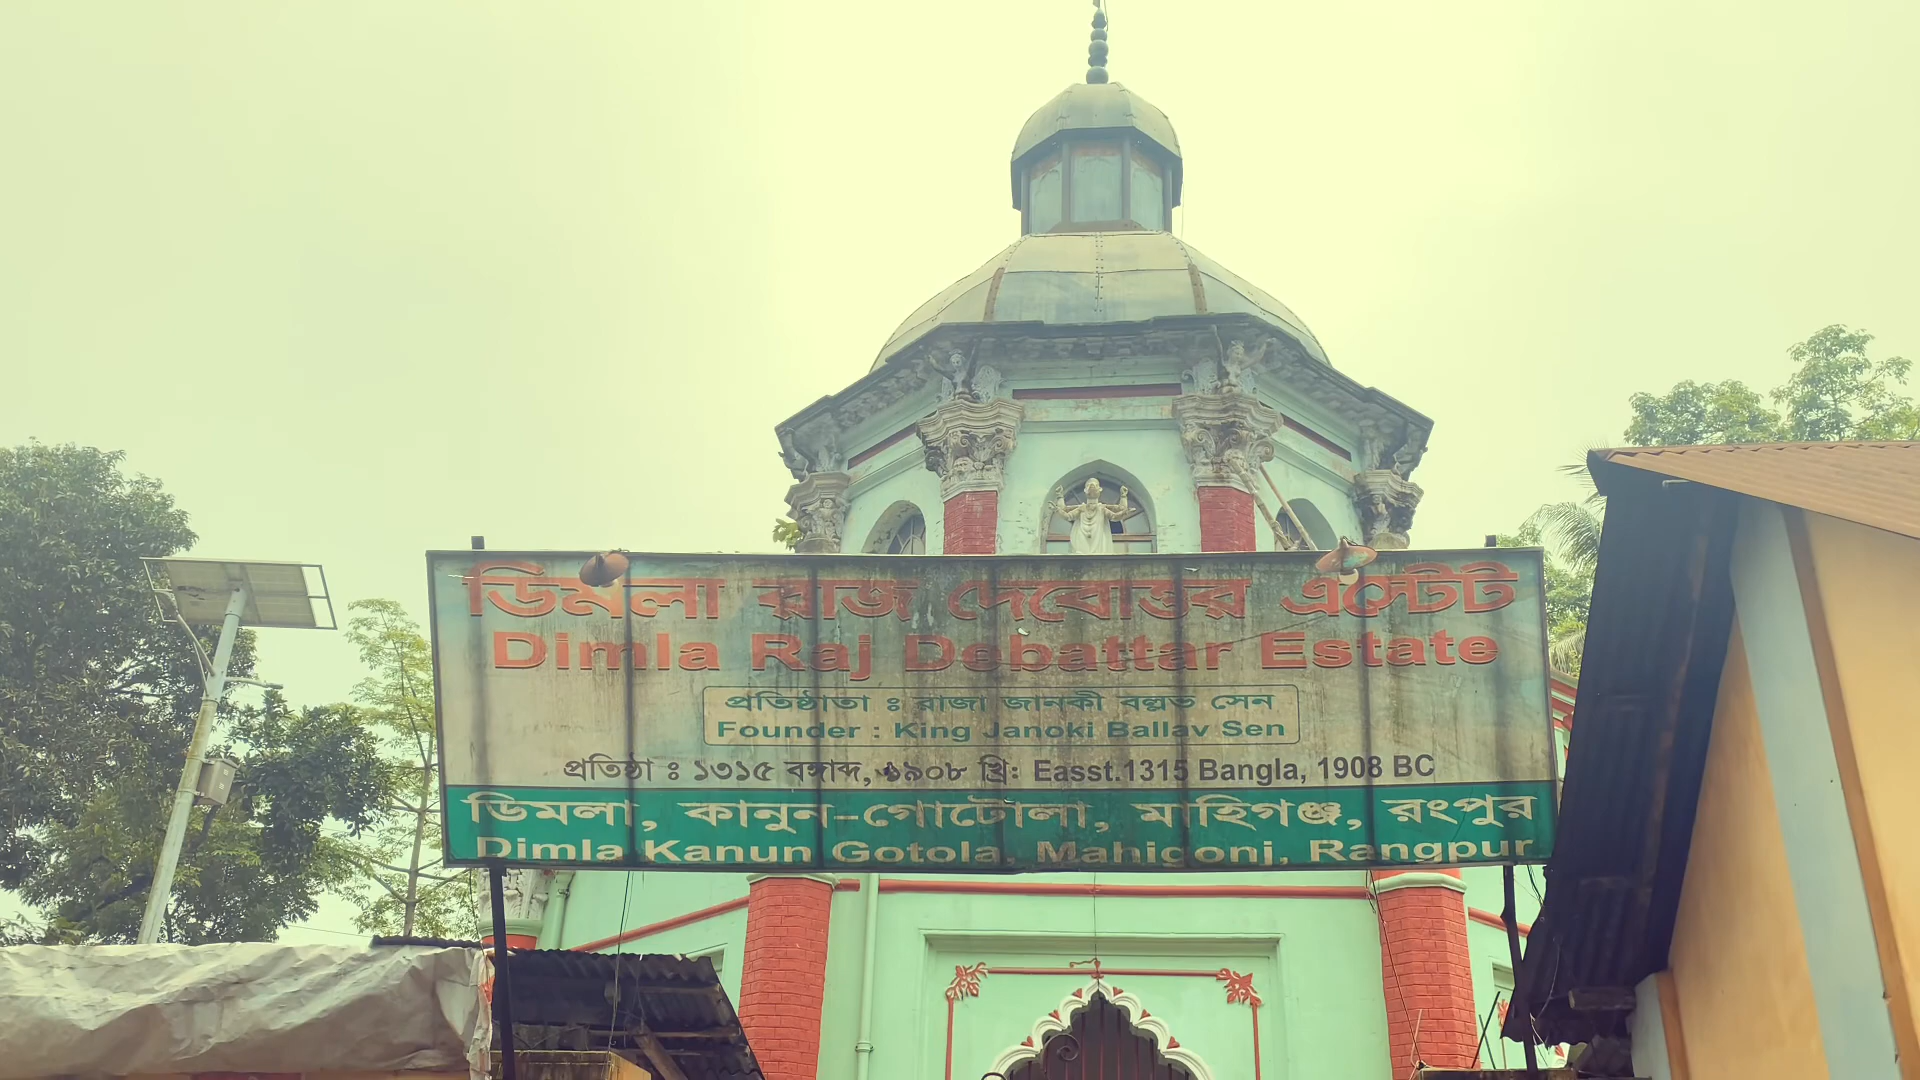 ডিমলা রাজ দেবোত্তর এস্টেট
Dimla Raj Debattar Estate
প্রতিষ্ঠাতা ঃ রাজা জানকী বল্লভ সেন
Founder : King Janoki Ballav Sen
প্রতিষ্ঠা ঃ ১৩১৫ বঙ্গাব্দ, ১৯০৮ খ্রিঃ Easst.1315 Bangla, 1908 BC
ডিমলা, কানুন-গোটোলা, মাহিগঞ্জ, রংপুর
Dimla Kanun Gotola, Mahigonj, Rangpur